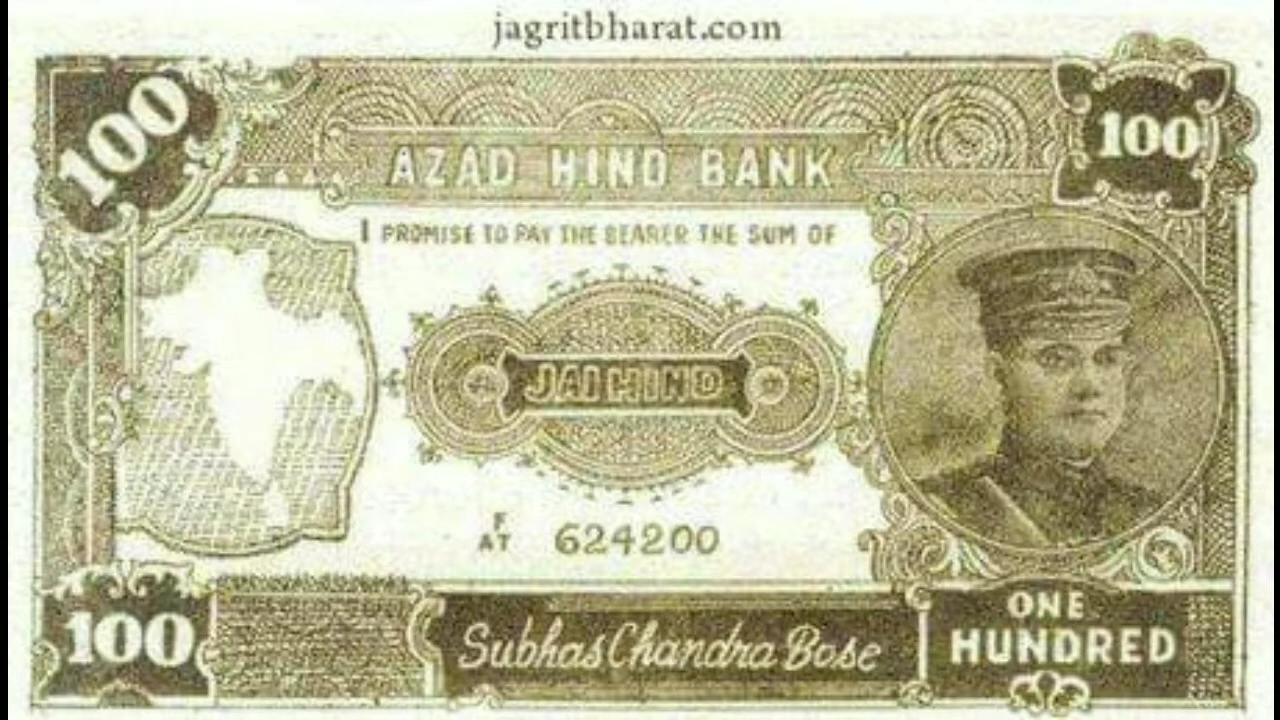 jagritbharat.com
100
100
AZAD HIND BANK
I PROMISE TO PAY THE BEARER THE SUM OF
JAI HIND
F
AT 624200
100
Subhas Chandra Bose
ONE
HUNDRED